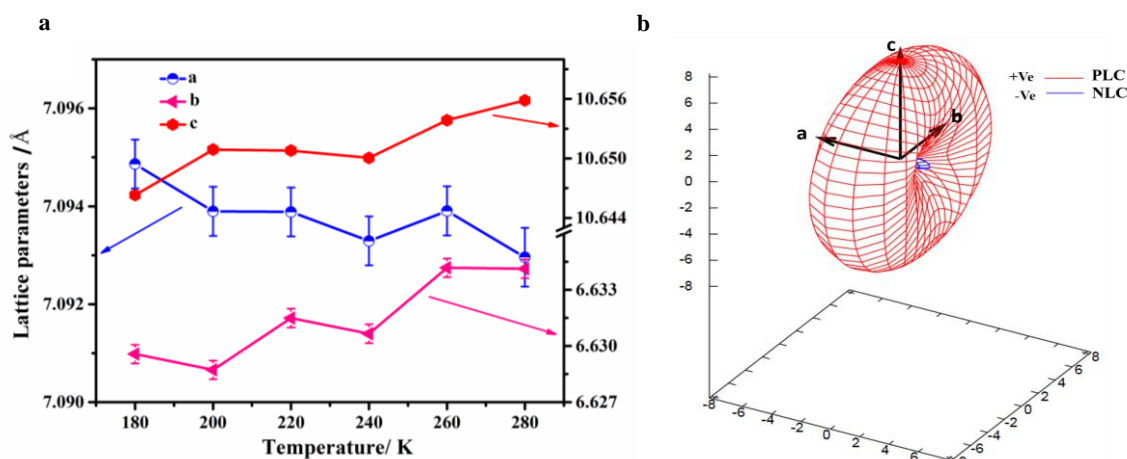 a
b
a
b
c
7.096
7.094
7.092
7.090
Lattice parameters / Å
10.656
10.650
10.644
6.633
6.630
6.627
180 200 220 240 260 280
Temperature/ K
8
6
4
2
0
-2
-4
-6
-8
c
b
a
+Ve PLC
-Ve NLC
-8 -6 -4 -2 0 2 4 6
-6 -4 -2 0 2 4 6 8